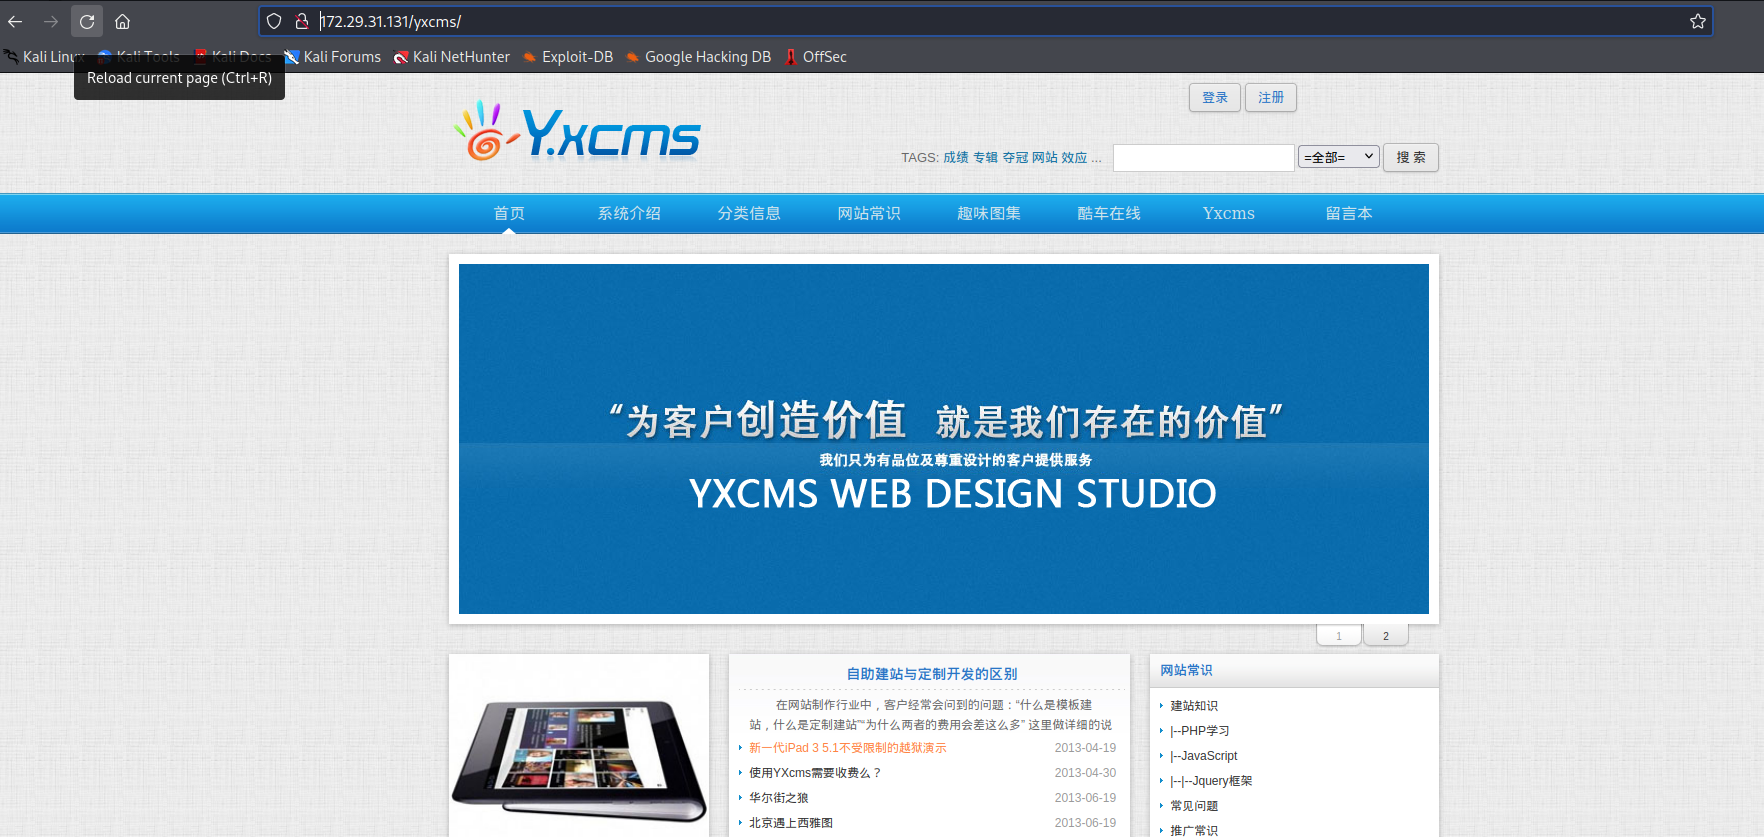 172.29.31.131/yxcms/
Kali Linux Kali Tools Kali Docs Kali Forums Kali NetHunter Exploit-DB Google Hacking DB OffSec
Reload current page (Ctrl+R)
登录 注册
Y.xcms
TAGS: 成绩 专辑 夺冠 网站 效应 ... =全部= 搜 索
首页 系统介绍 分类信息 网站常识 趣味图集 酷车在线 Yxcms 留言本
“为客户创造价值 就是我们存在的价值”
我们只为有品位及尊重设计的客户提供服务
YXCMS WEB DESIGN STUDIO
1 2
自助建站与定制开发的区别
在网站制作行业中，客户经常会问到的问题：“什么是模板建
站，什么是定制建站”“为什么两者的费用会差这么多” 这里做详细的说
新一代iPad 3 5.1不受限制的越狱演示 2013-04-19
使用YXcms需要收费么？ 2013-04-30
华尔街之狼 2013-06-19
北京遇上西雅图 2013-06-19
网站常识
建站知识
|--PHP学习
|--JavaScript
|--|--Jquery框架
常见问题
推广常识